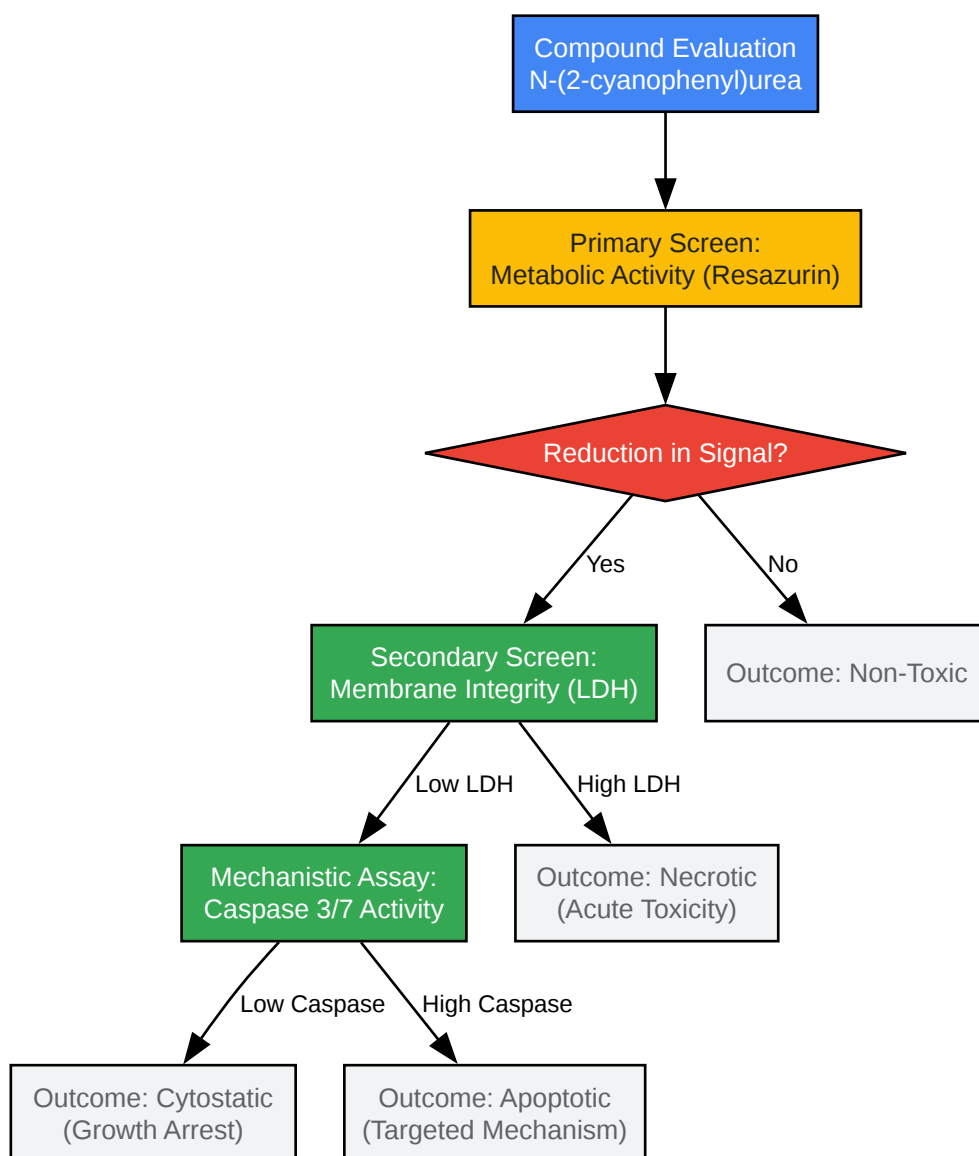 Compound Evaluation
N-(2-cyanophenyl)urea
Primary Screen:
Metabolic Activity (Resazurin)
Reduction in Signal?
Yes
No
Secondary Screen:
Membrane Integrity (LDH)
Outcome: Non-Toxic
Low LDH
High LDH
Mechanistic Assay:
Caspase 3/7 Activity
Outcome: Necrotic
(Acute Toxicity)
Low Caspase
High Caspase
Outcome: Cytostatic
(Growth Arrest)
Outcome: Apoptotic
(Targeted Mechanism)